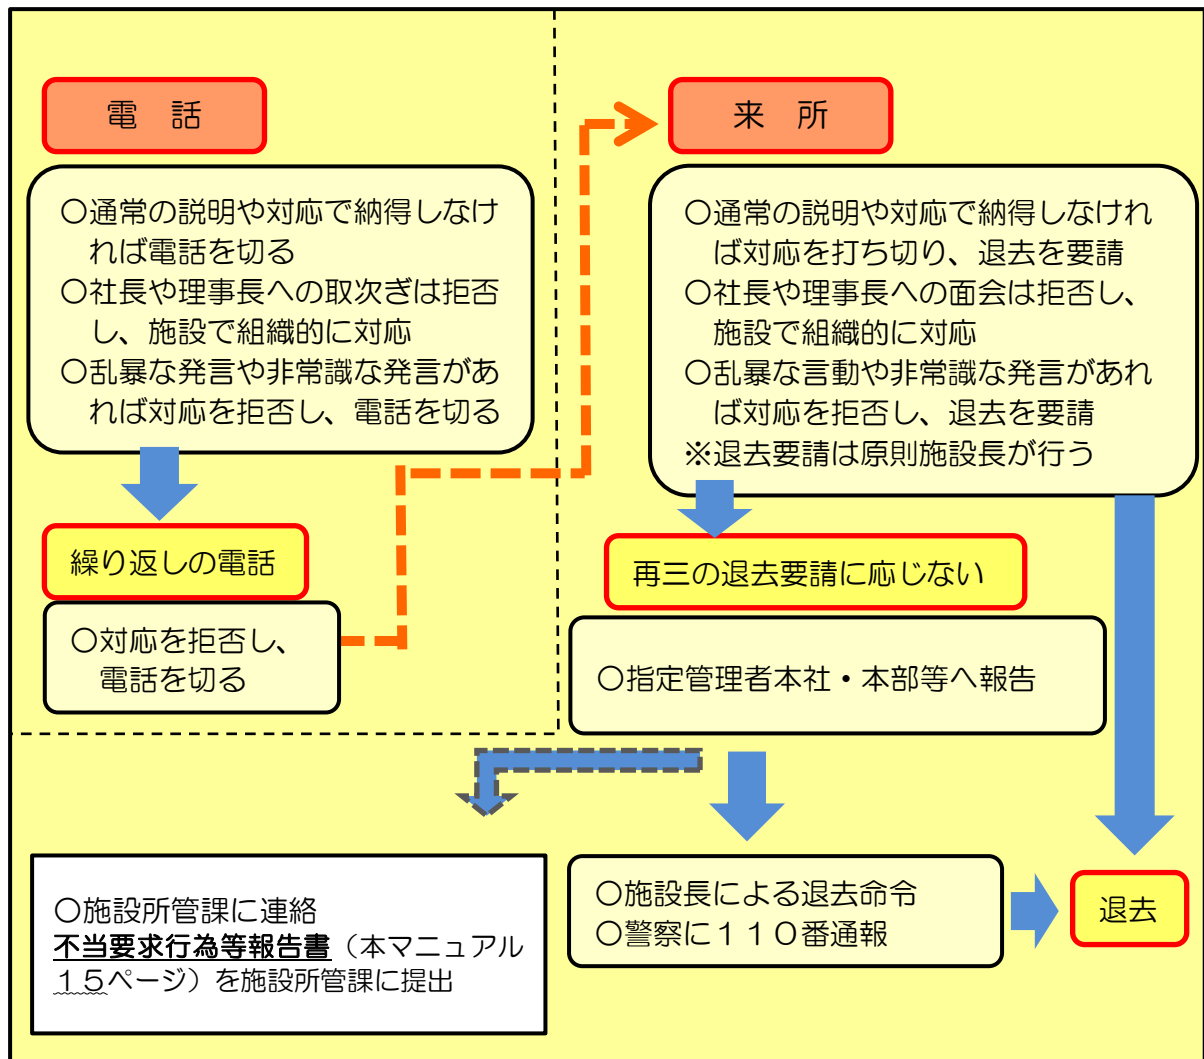 電　話
〇通常の説明や対応で納得しなけ
れば電話を切る
〇社長や理事長への取次ぎは拒否
し、施設で組織的に対応
〇乱暴な発言や非常識な発言があ
れば対応を拒否し、電話を切る
繰り返しの電話
〇対応を拒否し、
電話を切る
来　所
〇通常の説明や対応で納得しなけれ
ば対応を打ち切り、退去を要請
〇社長や理事長への面会は拒否し、
施設で組織的に対応
〇乱暴な言動や非常識な発言があれ
ば対応を拒否し、退去を要請
※退去要請は原則施設長が行う
再三の退去要請に応じない
〇指定管理者本社・本部等へ報告
〇施設所管課に連絡
不当要求行為等報告書（本マニュアル
１５ページ）を施設所管課に提出
〇施設長による退去命令
〇警察に１１０番通報
退去